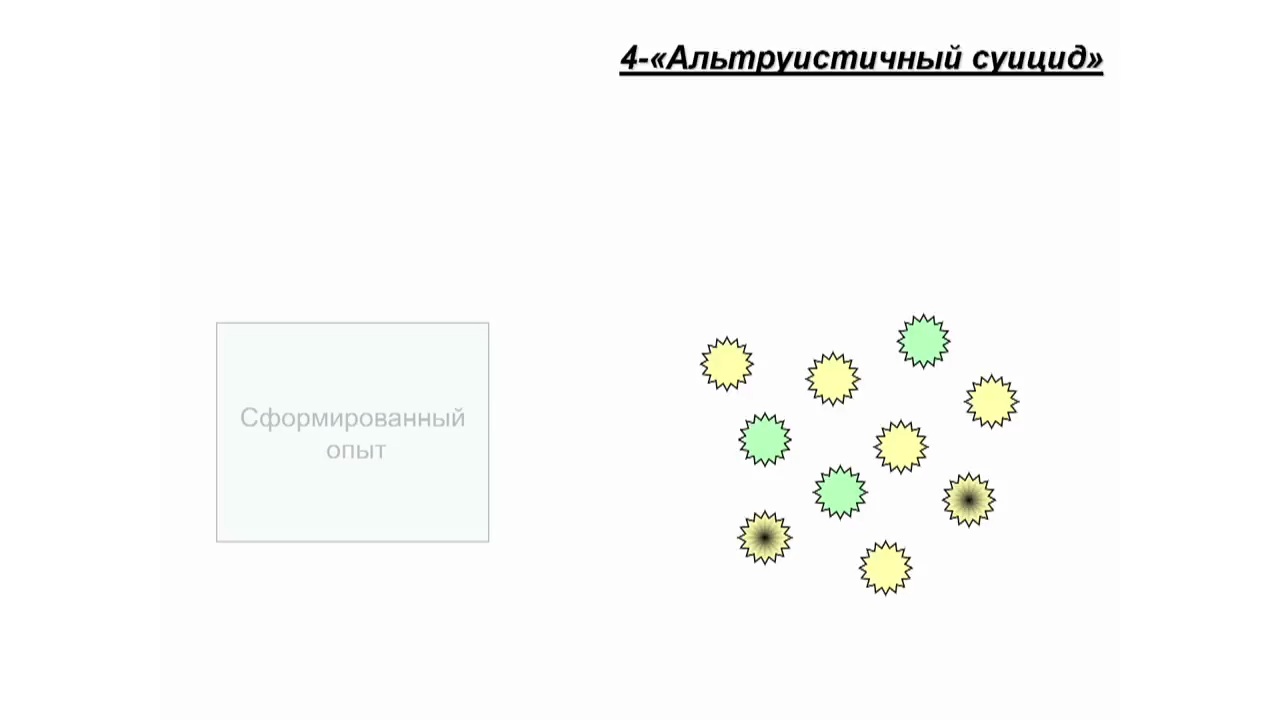 4-«Альтруистичный суицид»
Сформированный
опыт